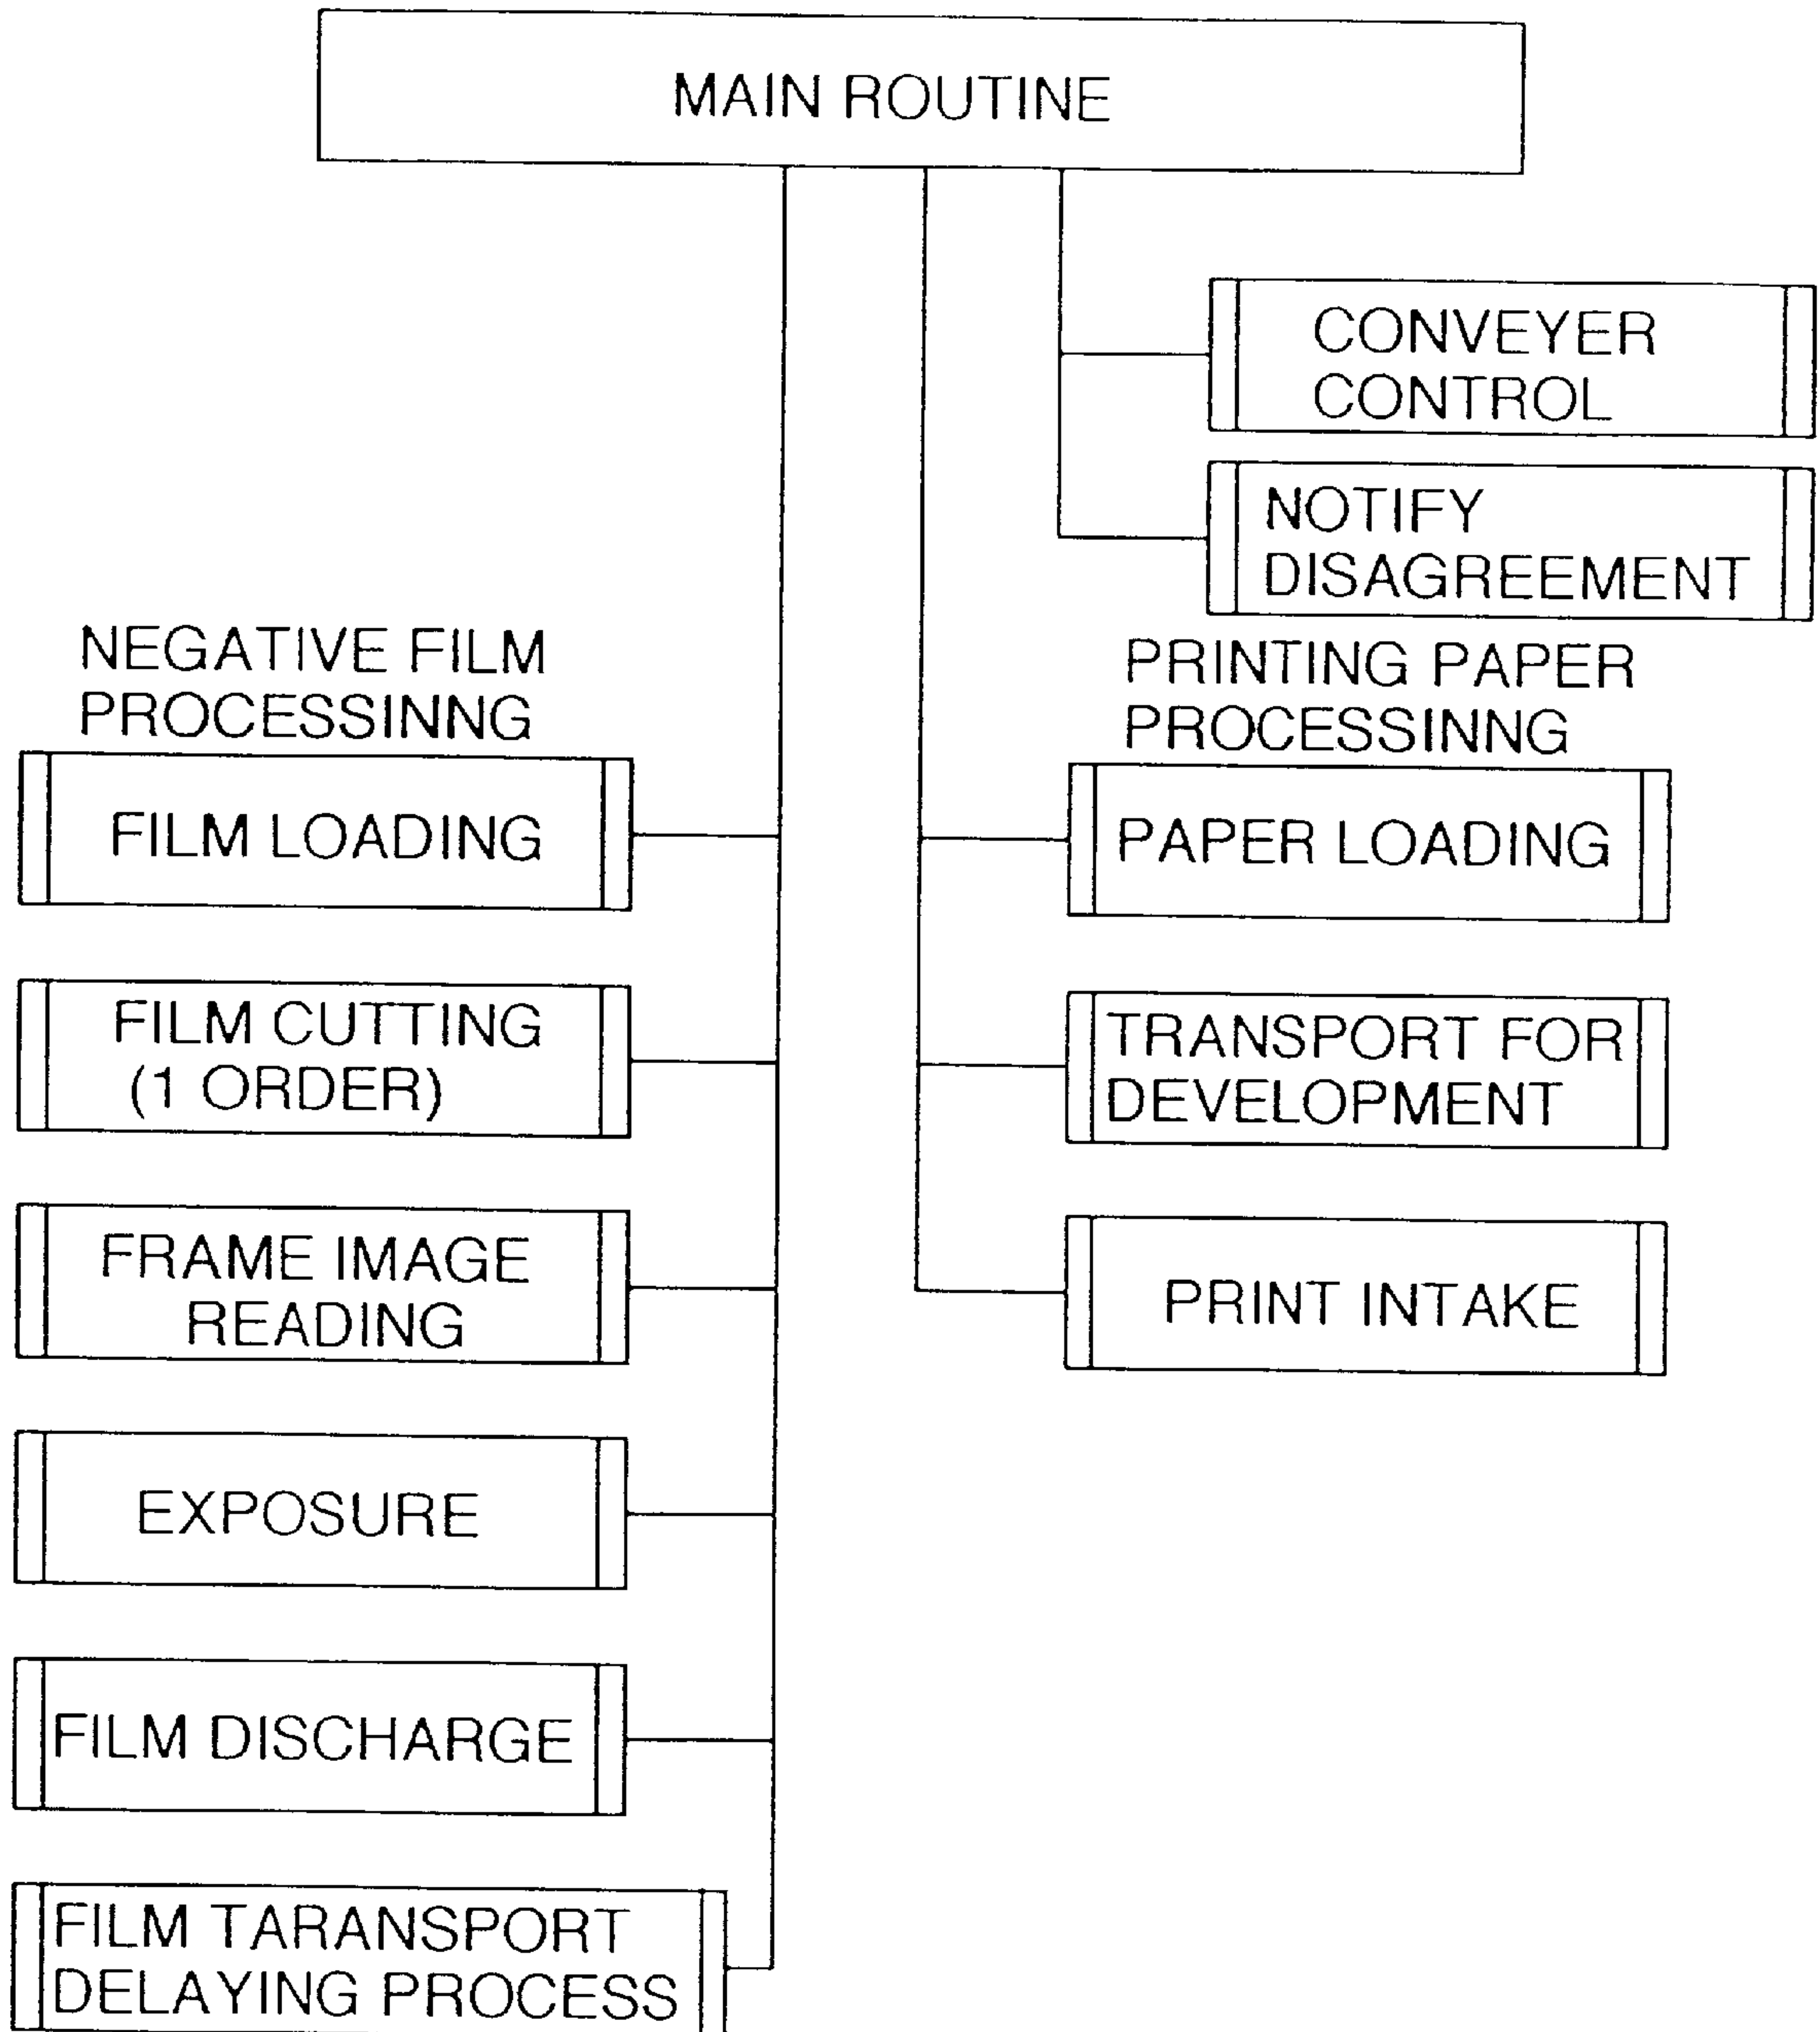 MAIN ROUTINE
CONVEYER
CONTROL
NOTIFY
DISAGREEMENT
NEGATIVE FILM
PROCESSINNG
FILM LOADING
FILM CUTTING
(1 ORDER)
FRAME IMAGE
READING
EXPOSURE
FILM DISCHARGE
FILM TARANSPORT
DELAYING PROCESS
PRINTING PAPER
PROCESSINNG
PAPER LOADING
TRANSPORT FOR
DEVELOPMENT
PRINT INTAKE